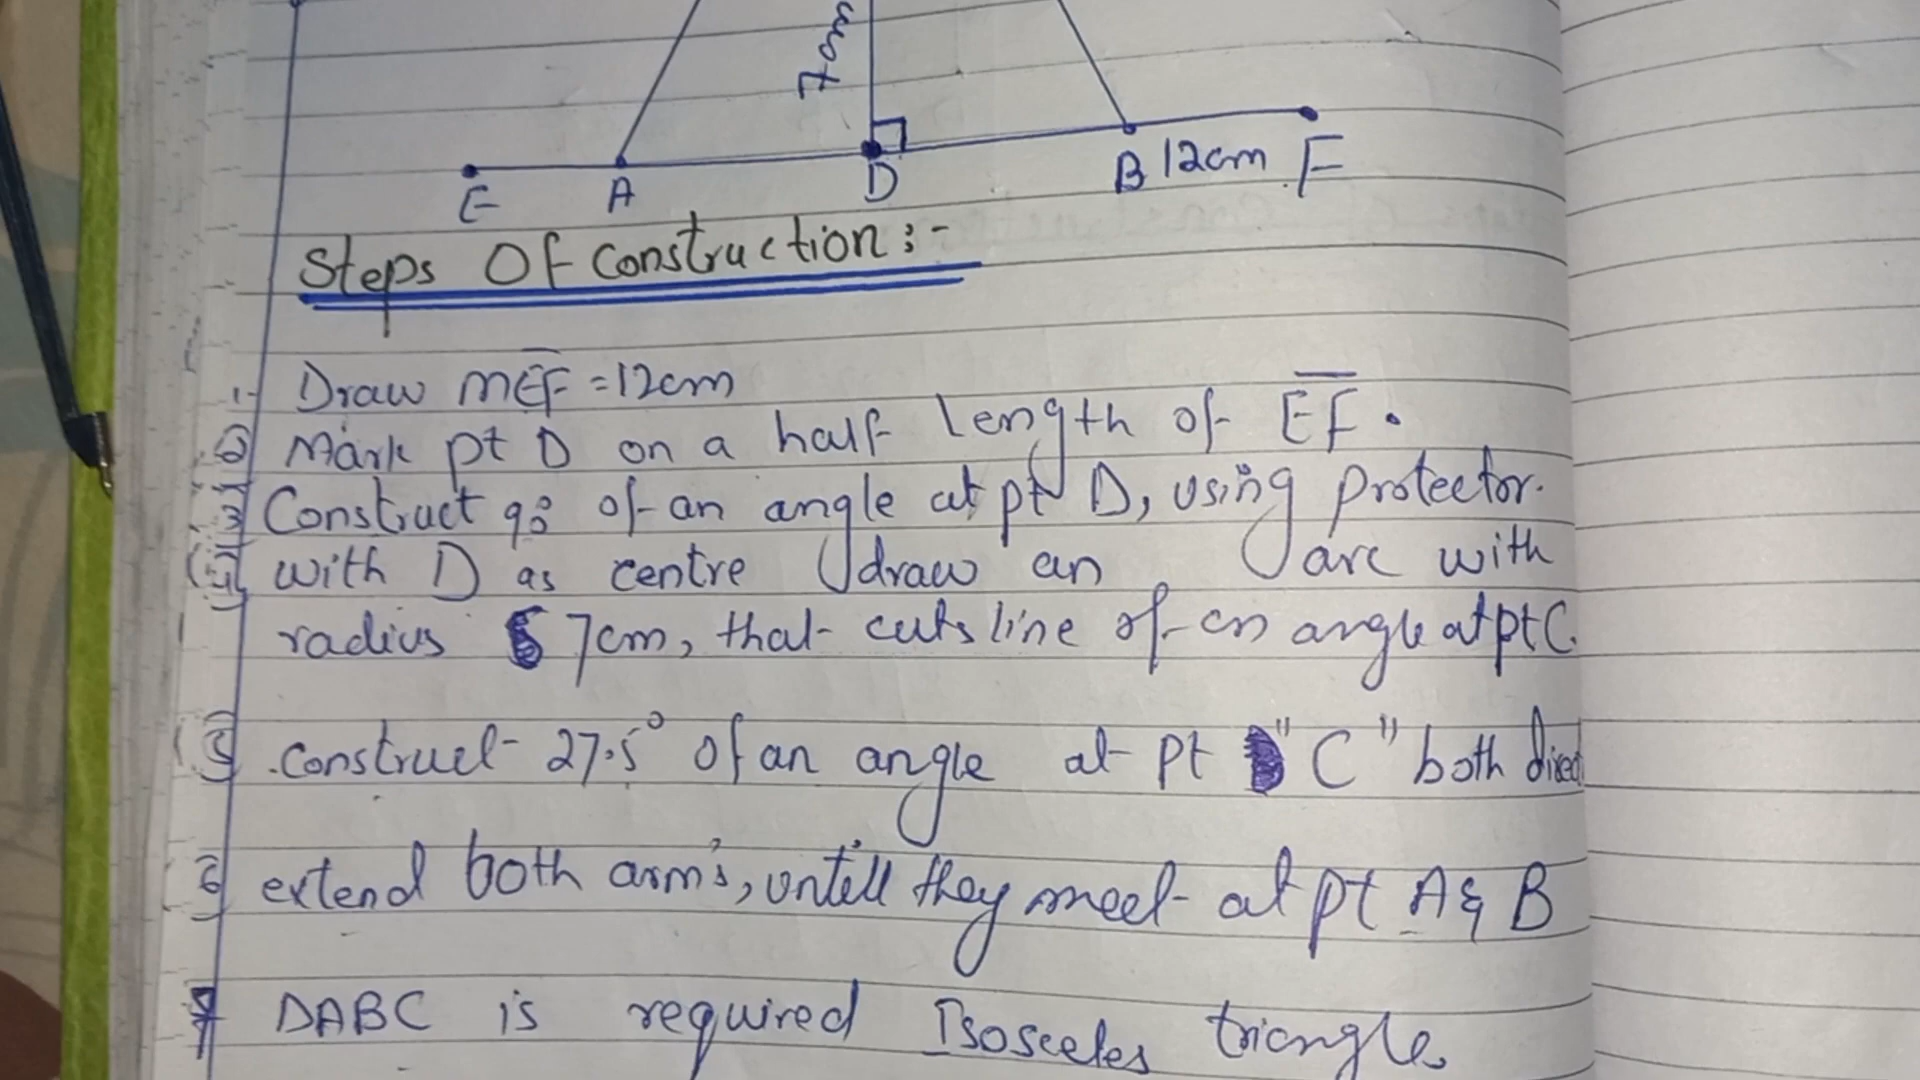 7cm
E A D B 12cm F
Steps Of construction :-
1. Draw mEF = 12cm
(2) Mark pt D on a half length of EF.
(3) Construct 90° of an angle at pt D, using protector.
(4) with D as centre draw an arc with
radius 7cm, that cuts line of an angle at pt C.
(5) construct 27.5° of an angle at pt "C" both direct
6) extend both arm's, untill they meet at pt A & B
7 ΔABC is required Isosceles triangle.